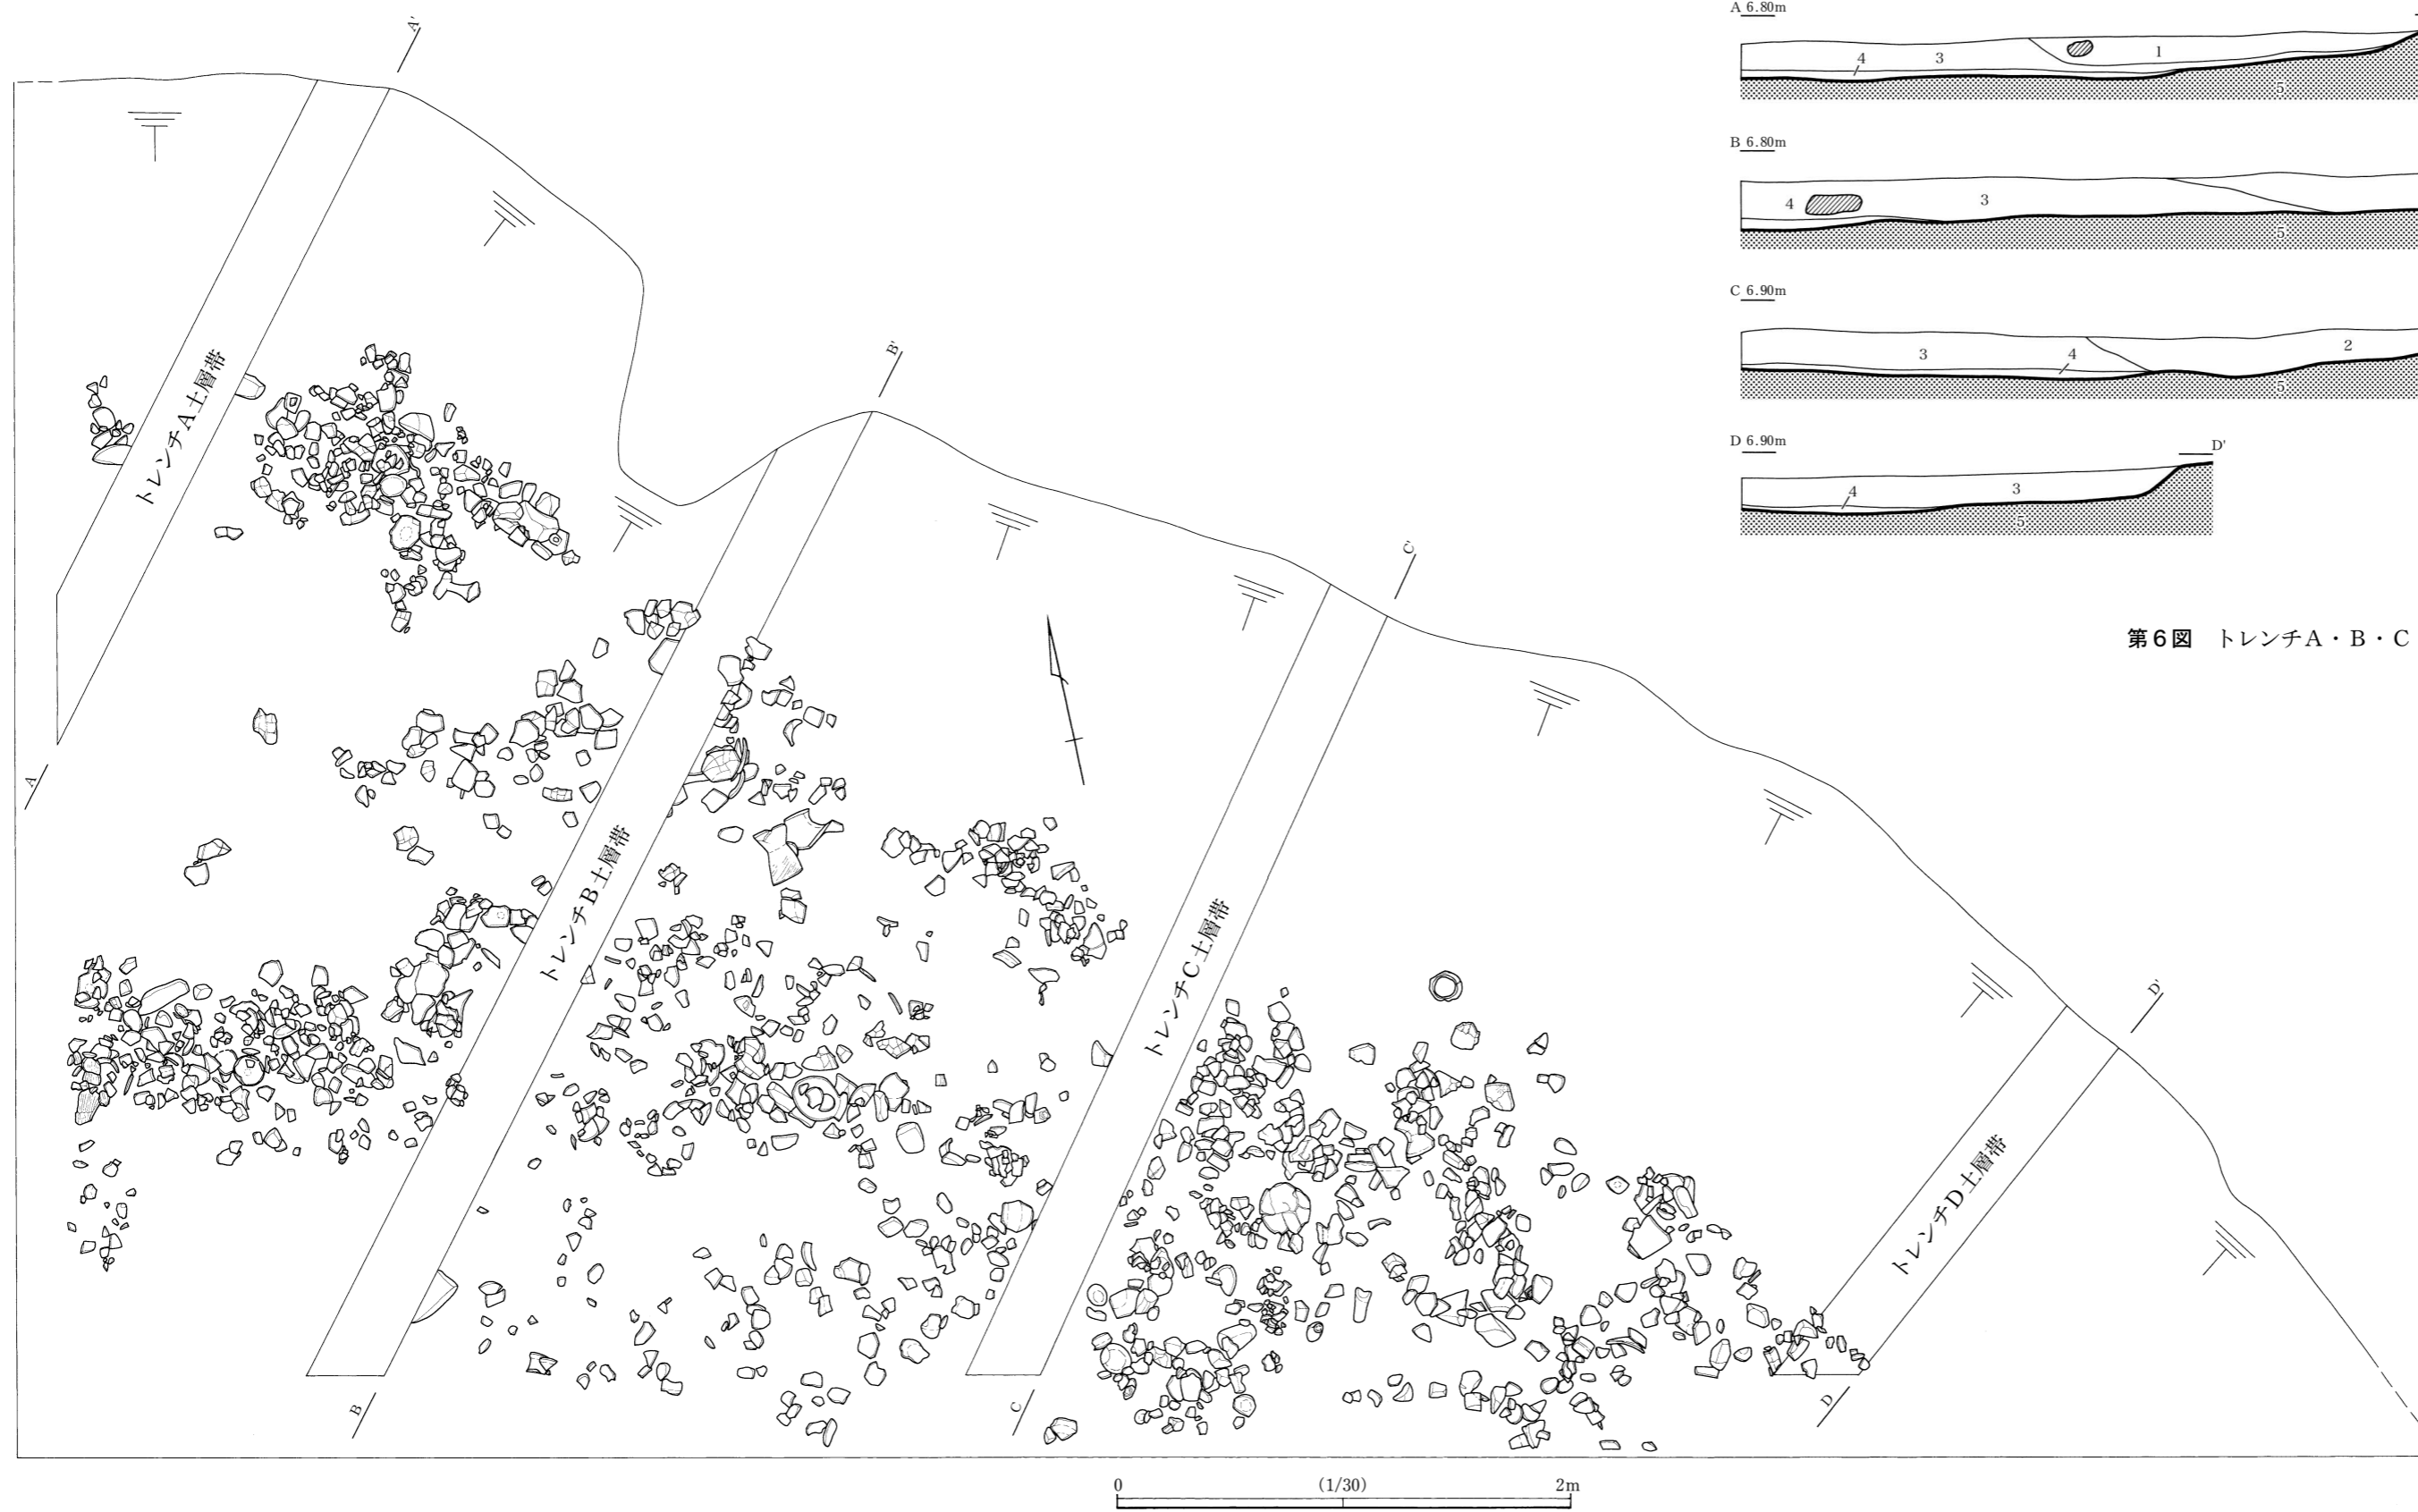 A 6.80m
4
3
1
5
B 6.80m
4
3
5
C 6.90m
3
4
2
5
D 6.90m
D'
4
3
5
第6図 トレンチA・B・C
A'
トレンチA土層帯
A
B'
トレンチB土層帯
B
C'
トレンチC土層帯
C
D'
トレンチD土層帯
D
0 (1/30) 2m